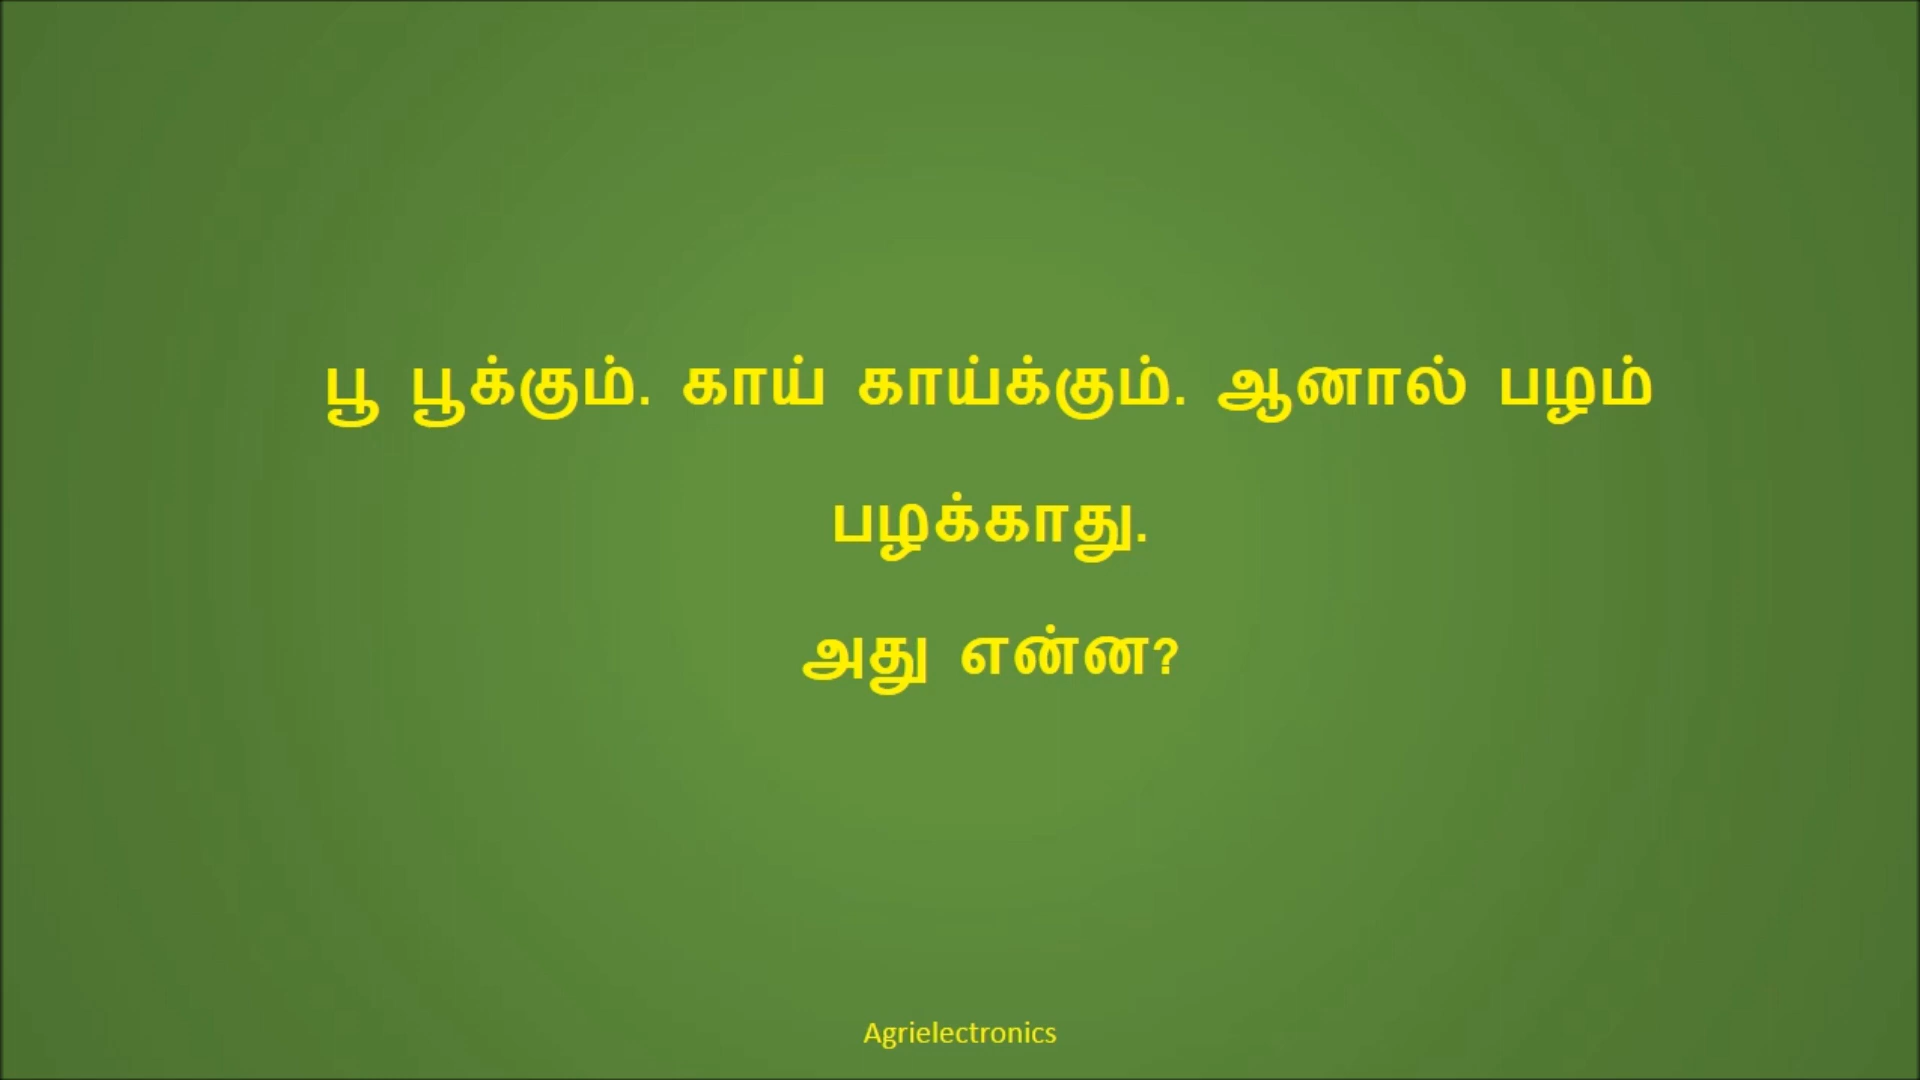 பூ பூக்கும். காய் காய்க்கும். ஆனால் பழம்
பழக்காது.
அது என்ன?
Agrielectronics